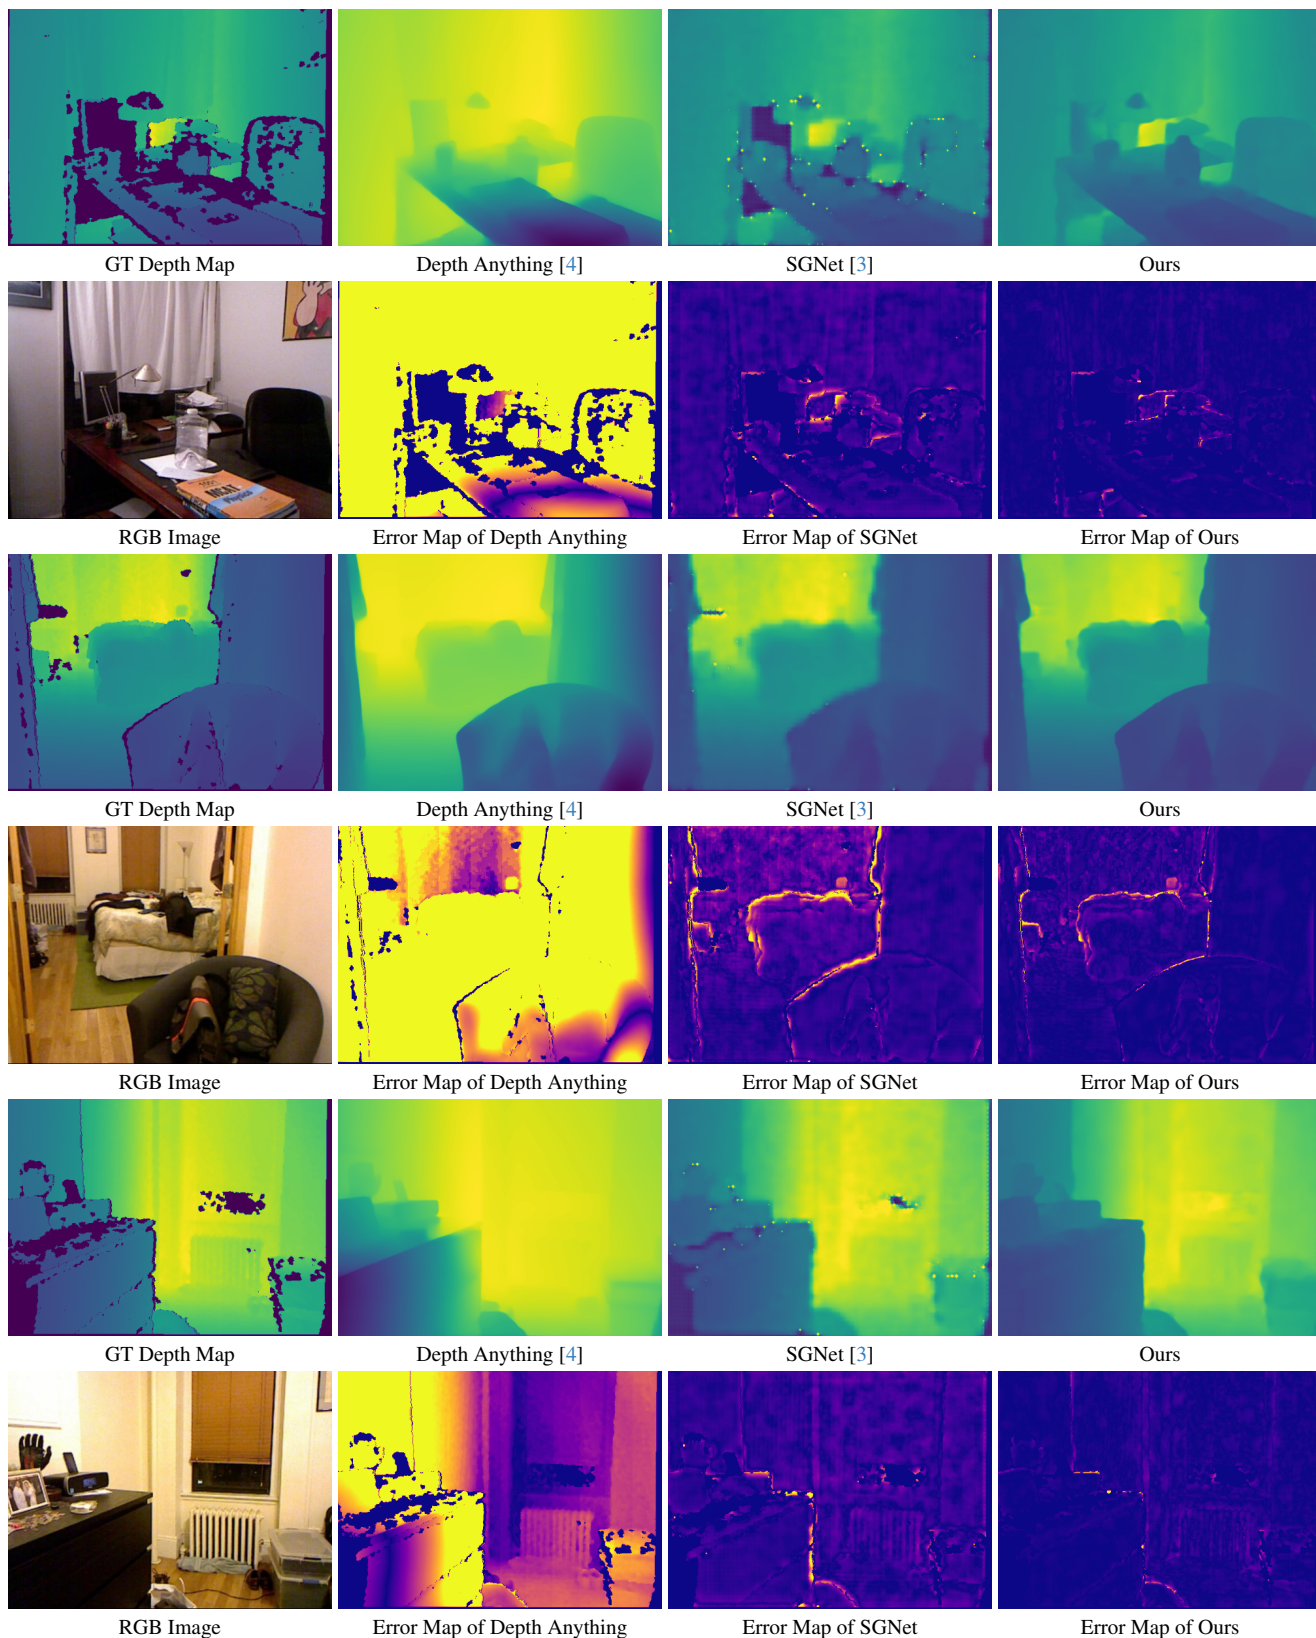 GT Depth Map
Depth Anything [4]
SGNet [3]
Ours
MCAT
Physics
RGB Image
Error Map of Depth Anything
Error Map of SGNet
Error Map of Ours
GT Depth Map
Depth Anything [4]
SGNet [3]
Ours
RGB Image
Error Map of Depth Anything
Error Map of SGNet
Error Map of Ours
GT Depth Map
Depth Anything [4]
SGNet [3]
Ours
RGB Image
Error Map of Depth Anything
Error Map of SGNet
Error Map of Ours